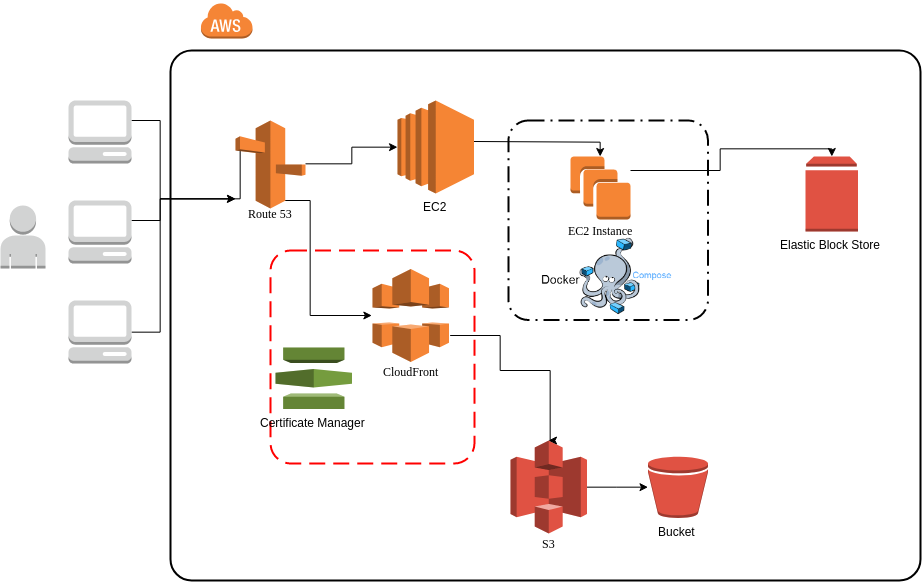 AWS
Route 53
EC2
EC2 Instance
Elastic Block Store
Docker
Compose
CloudFront
Certificate Manager
S3
Bucket